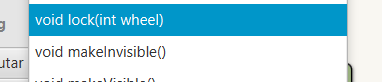 void lock(int wheel)
g
void makeInvisible()
utar